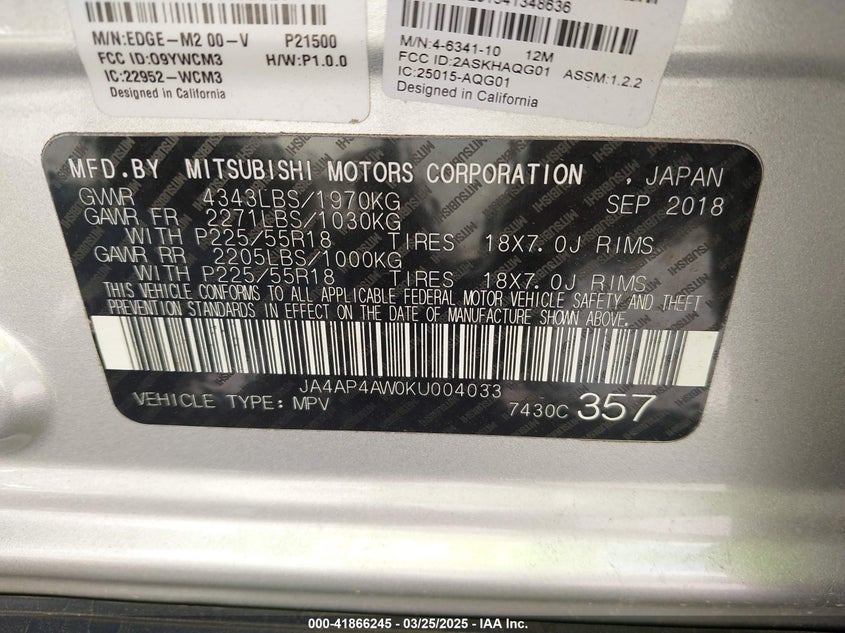 M/N:EDGE-M2 00-V P21500
FCC ID:O9YWCM3 H/W:P1.0.0
IC:22952-WCM3
Designed in California
M/N:4-6341-10 12M
FCC ID:2ASKHAQG01 ASSM:1.2.2
IC:25015-AQG01
Designed in California
MFD.BY MITSUBISHI MOTORS CORPORATION , JAPAN
GVWR 4343LBS/1970KG SEP 2018
GAWR FR 2271LBS/1030KG
WITH P225/55R18 TIRES 18X7.0J RIMS
GAWR RR 2205LBS/1000KG
WITH P225/55R18 TIRES 18X7.0J RIMS
THIS VEHICLE CONFORMS TO ALL APPLICABLE FEDERAL MOTOR VEHICLE SAFETY AND THEFT
PREVENTION STANDARDS IN EFFECT ON THE DATE OF MANUFACTURE SHOWN ABOVE.
JA4AP4AW0KU004033
VEHICLE TYPE: MPV 7430C 357
000-41866245 - 03/25/2025 - IAA Inc.